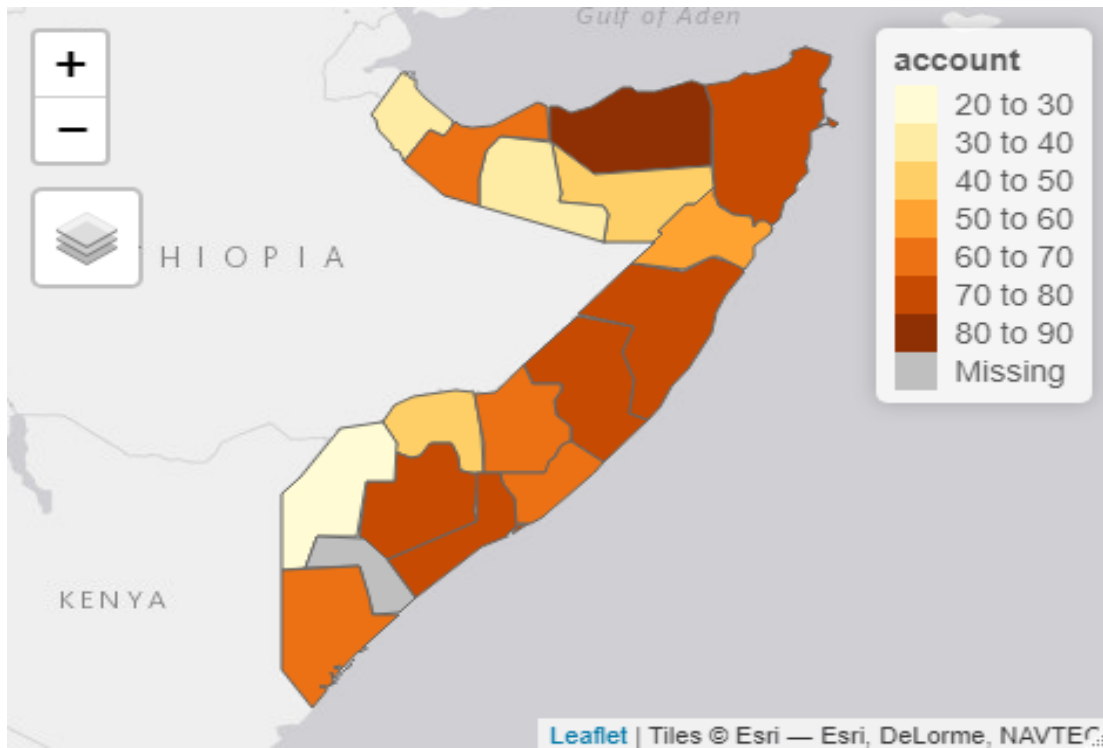 Gulf of Aden
+
−
account
20 to 30
30 to 40
40 to 50
50 to 60
60 to 70
70 to 80
80 to 90
Missing
HIOPIA
KENYA
Leaflet | Tiles © Esri — Esri, DeLorme, NAVTEC